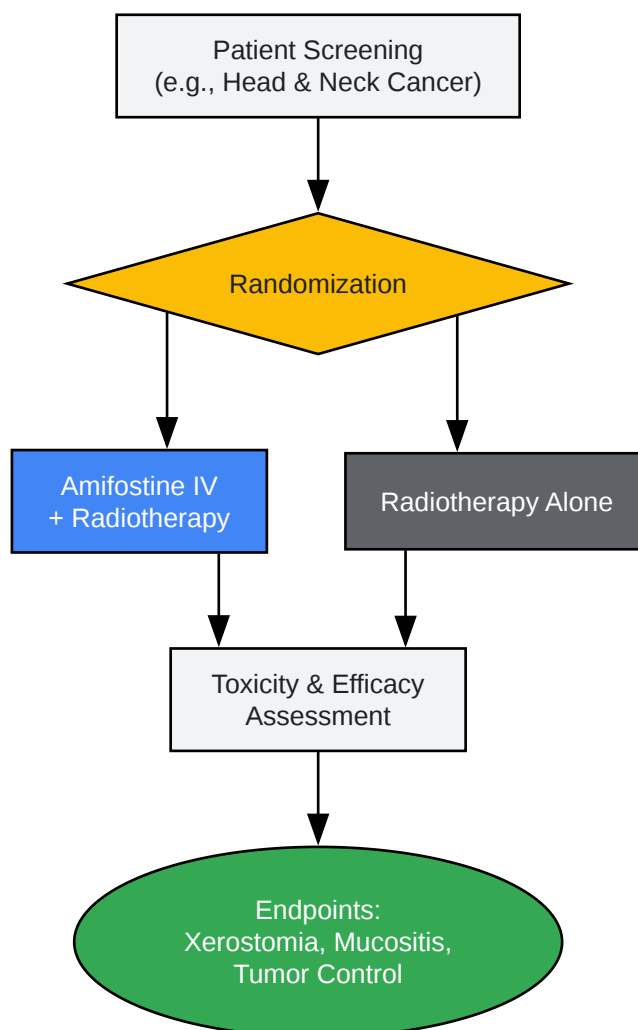 Patient Screening
(e.g., Head & Neck Cancer)
Randomization
Amifostine IV
+ Radiotherapy
Radiotherapy Alone
Toxicity & Efficacy
Assessment
Endpoints:
Xerostomia, Mucositis,
Tumor Control